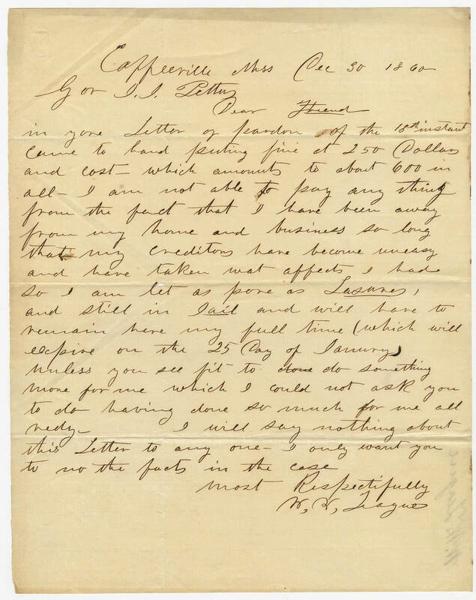 Coffeeville Miss Dec 30 1860
Gov J. J. Pettus
Dear Friend
in yore Letter of pardon of the 18th instant
came to hand puting fine at 250 Dollars
and cost - which amounts to about 600 in
all - I am not able to pay any thing
from the fact that I have been away
from my home and business so long
that my creditors have become uneasy
and have taken wat affects I had
so I am let as pore as Lasures,
and still in Jail and will have to
remain hare my full time (which will
expire on the 25 Day of Janury)
unless you see fit to done do something
more for me which I could not ask you
to do having done so much for me all
redy - I will say nothing about
this Letter to any one - I only want you
to no the facts in the case
most Respectifully
W. W. Teague